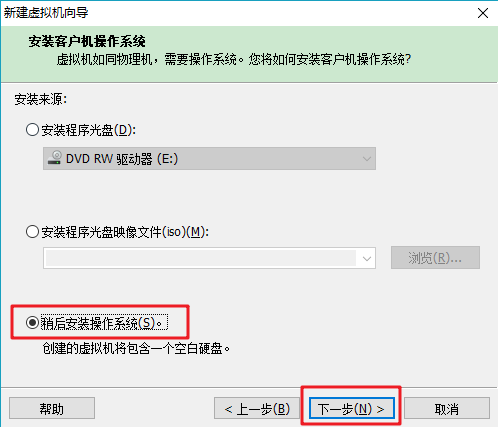 新建虚拟机向导
安装客户机操作系统
虚拟机如同物理机，需要操作系统。您将如何安装客户机操作系统?
安装来源:
安装程序光盘(D):
DVD RW 驱动器 (E:)
安装程序光盘映像文件(iso)(M):
浏览(R)...
稍后安装操作系统(S)。
创建的虚拟机将包含一个空白硬盘。
帮助
< 上一步(B)
下一步(N) >
取消